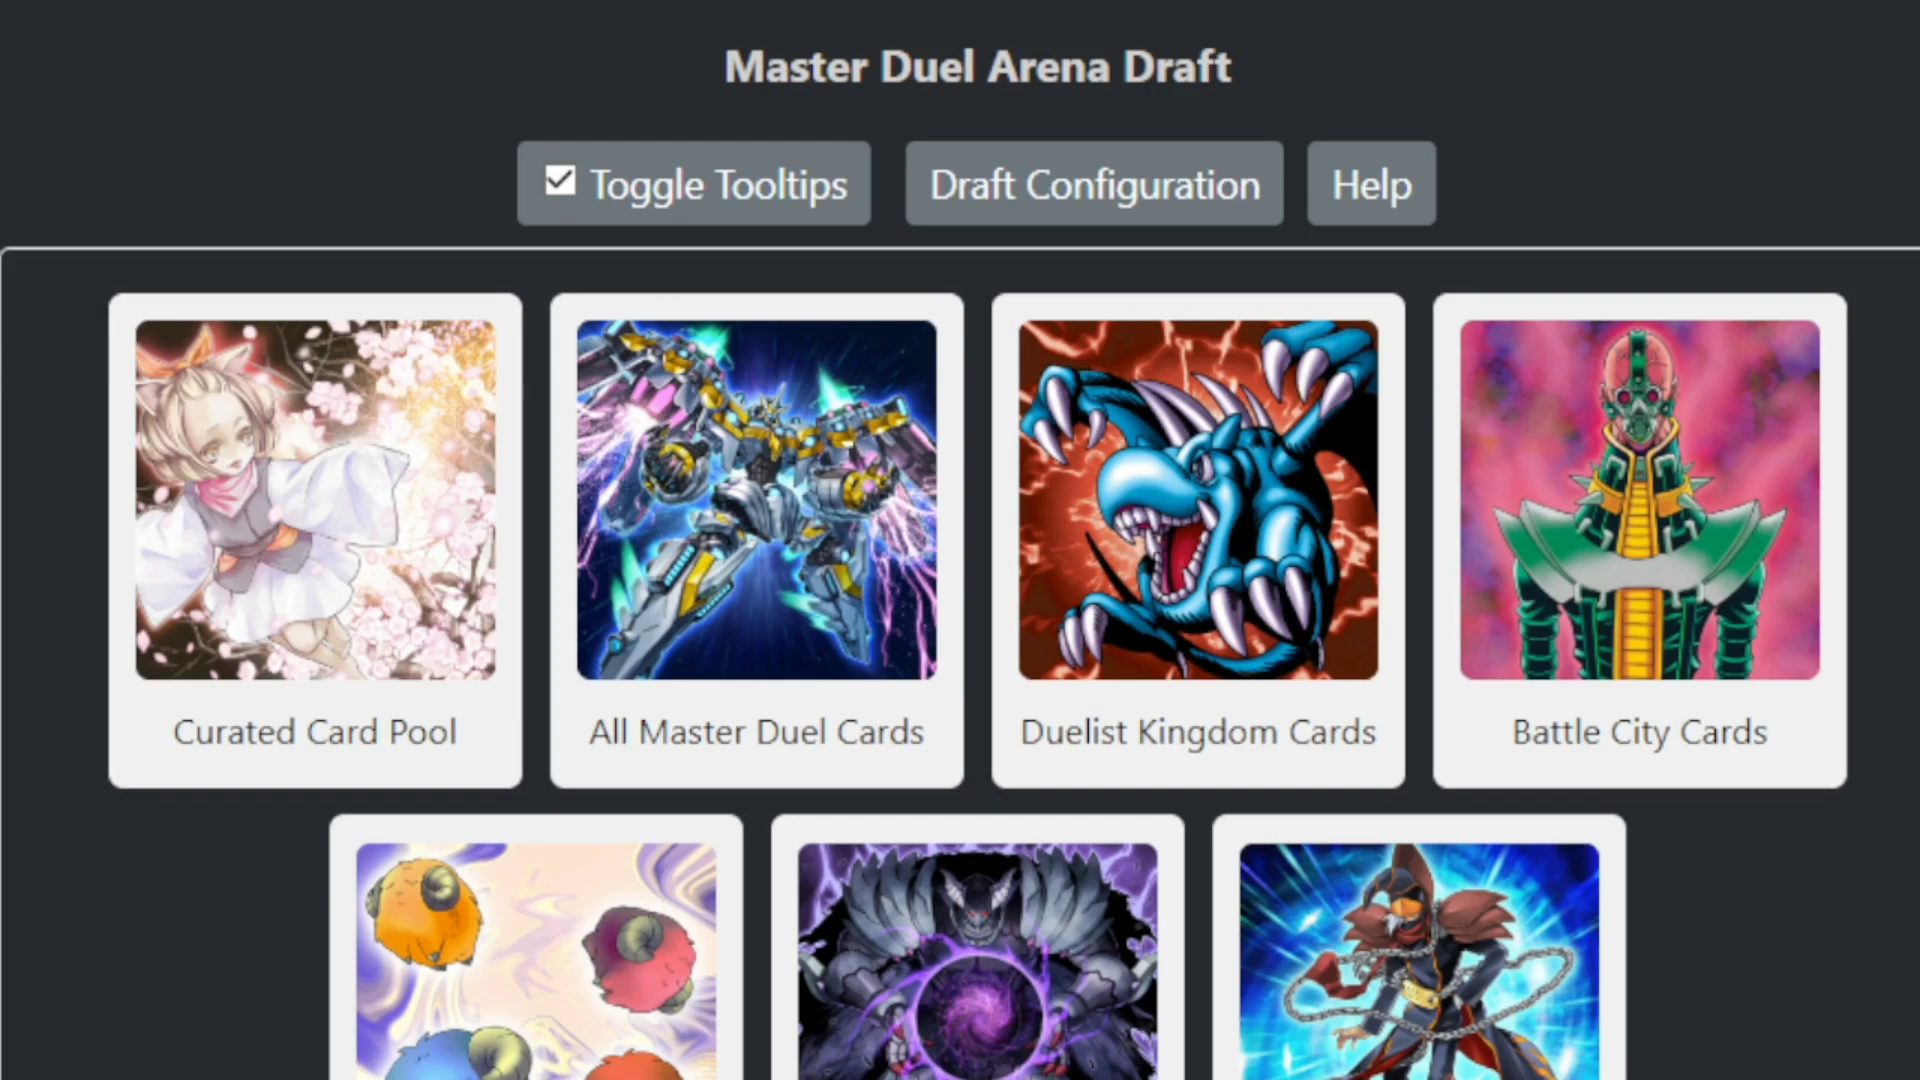 Master Duel Arena Draft
Toggle Tooltips
Draft Configuration
Help
Curated Card Pool
All Master Duel Cards
Duelist Kingdom Cards
Battle City Cards